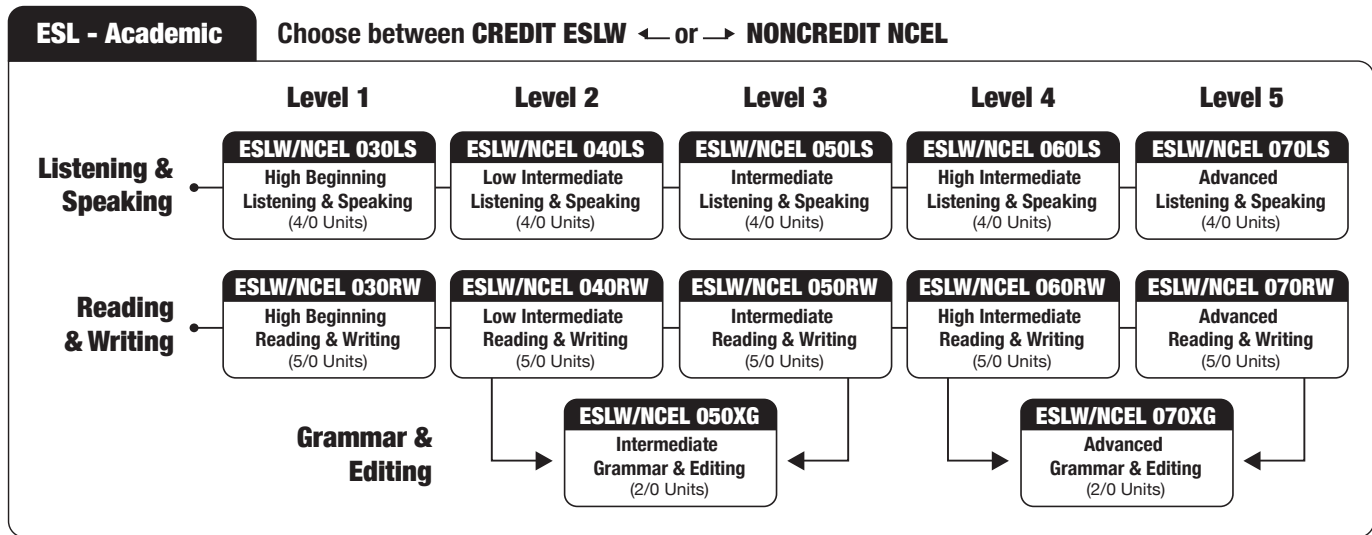 ESL - Academic
Choose between CREDIT ESLW ← or → NONCREDIT NCEL
Level 1
Level 2
Level 3
Level 4
Level 5
Listening &
Speaking
ESLW/NCEL 030LS
High Beginning
Listening & Speaking
(4/0 Units)
ESLW/NCEL 040LS
Low Intermediate
Listening & Speaking
(4/0 Units)
ESLW/NCEL 050LS
Intermediate
Listening & Speaking
(4/0 Units)
ESLW/NCEL 060LS
High Intermediate
Listening & Speaking
(4/0 Units)
ESLW/NCEL 070LS
Advanced
Listening & Speaking
(4/0 Units)
Reading
& Writing
ESLW/NCEL 030RW
High Beginning
Reading & Writing
(5/0 Units)
ESLW/NCEL 040RW
Low Intermediate
Reading & Writing
(5/0 Units)
ESLW/NCEL 050RW
Intermediate
Reading & Writing
(5/0 Units)
ESLW/NCEL 060RW
High Intermediate
Reading & Writing
(5/0 Units)
ESLW/NCEL 070RW
Advanced
Reading & Writing
(5/0 Units)
Grammar &
Editing
ESLW/NCEL 050XG
Intermediate
Grammar & Editing
(2/0 Units)
ESLW/NCEL 070XG
Advanced
Grammar & Editing
(2/0 Units)